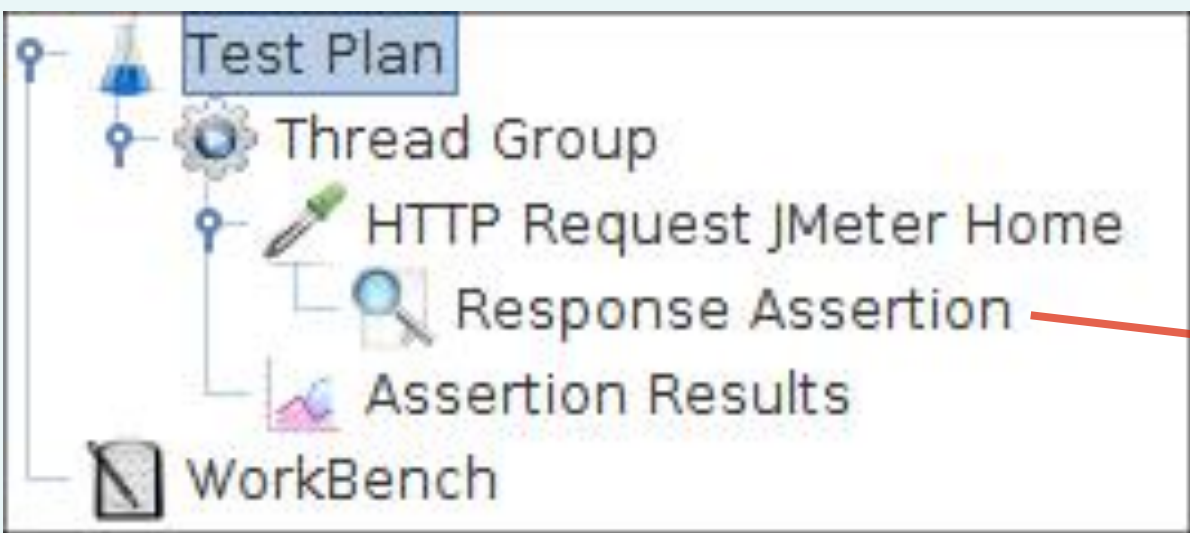 Test Plan
Thread Group
HTTP Request JMeter Home
Response Assertion
Assertion Results
WorkBench